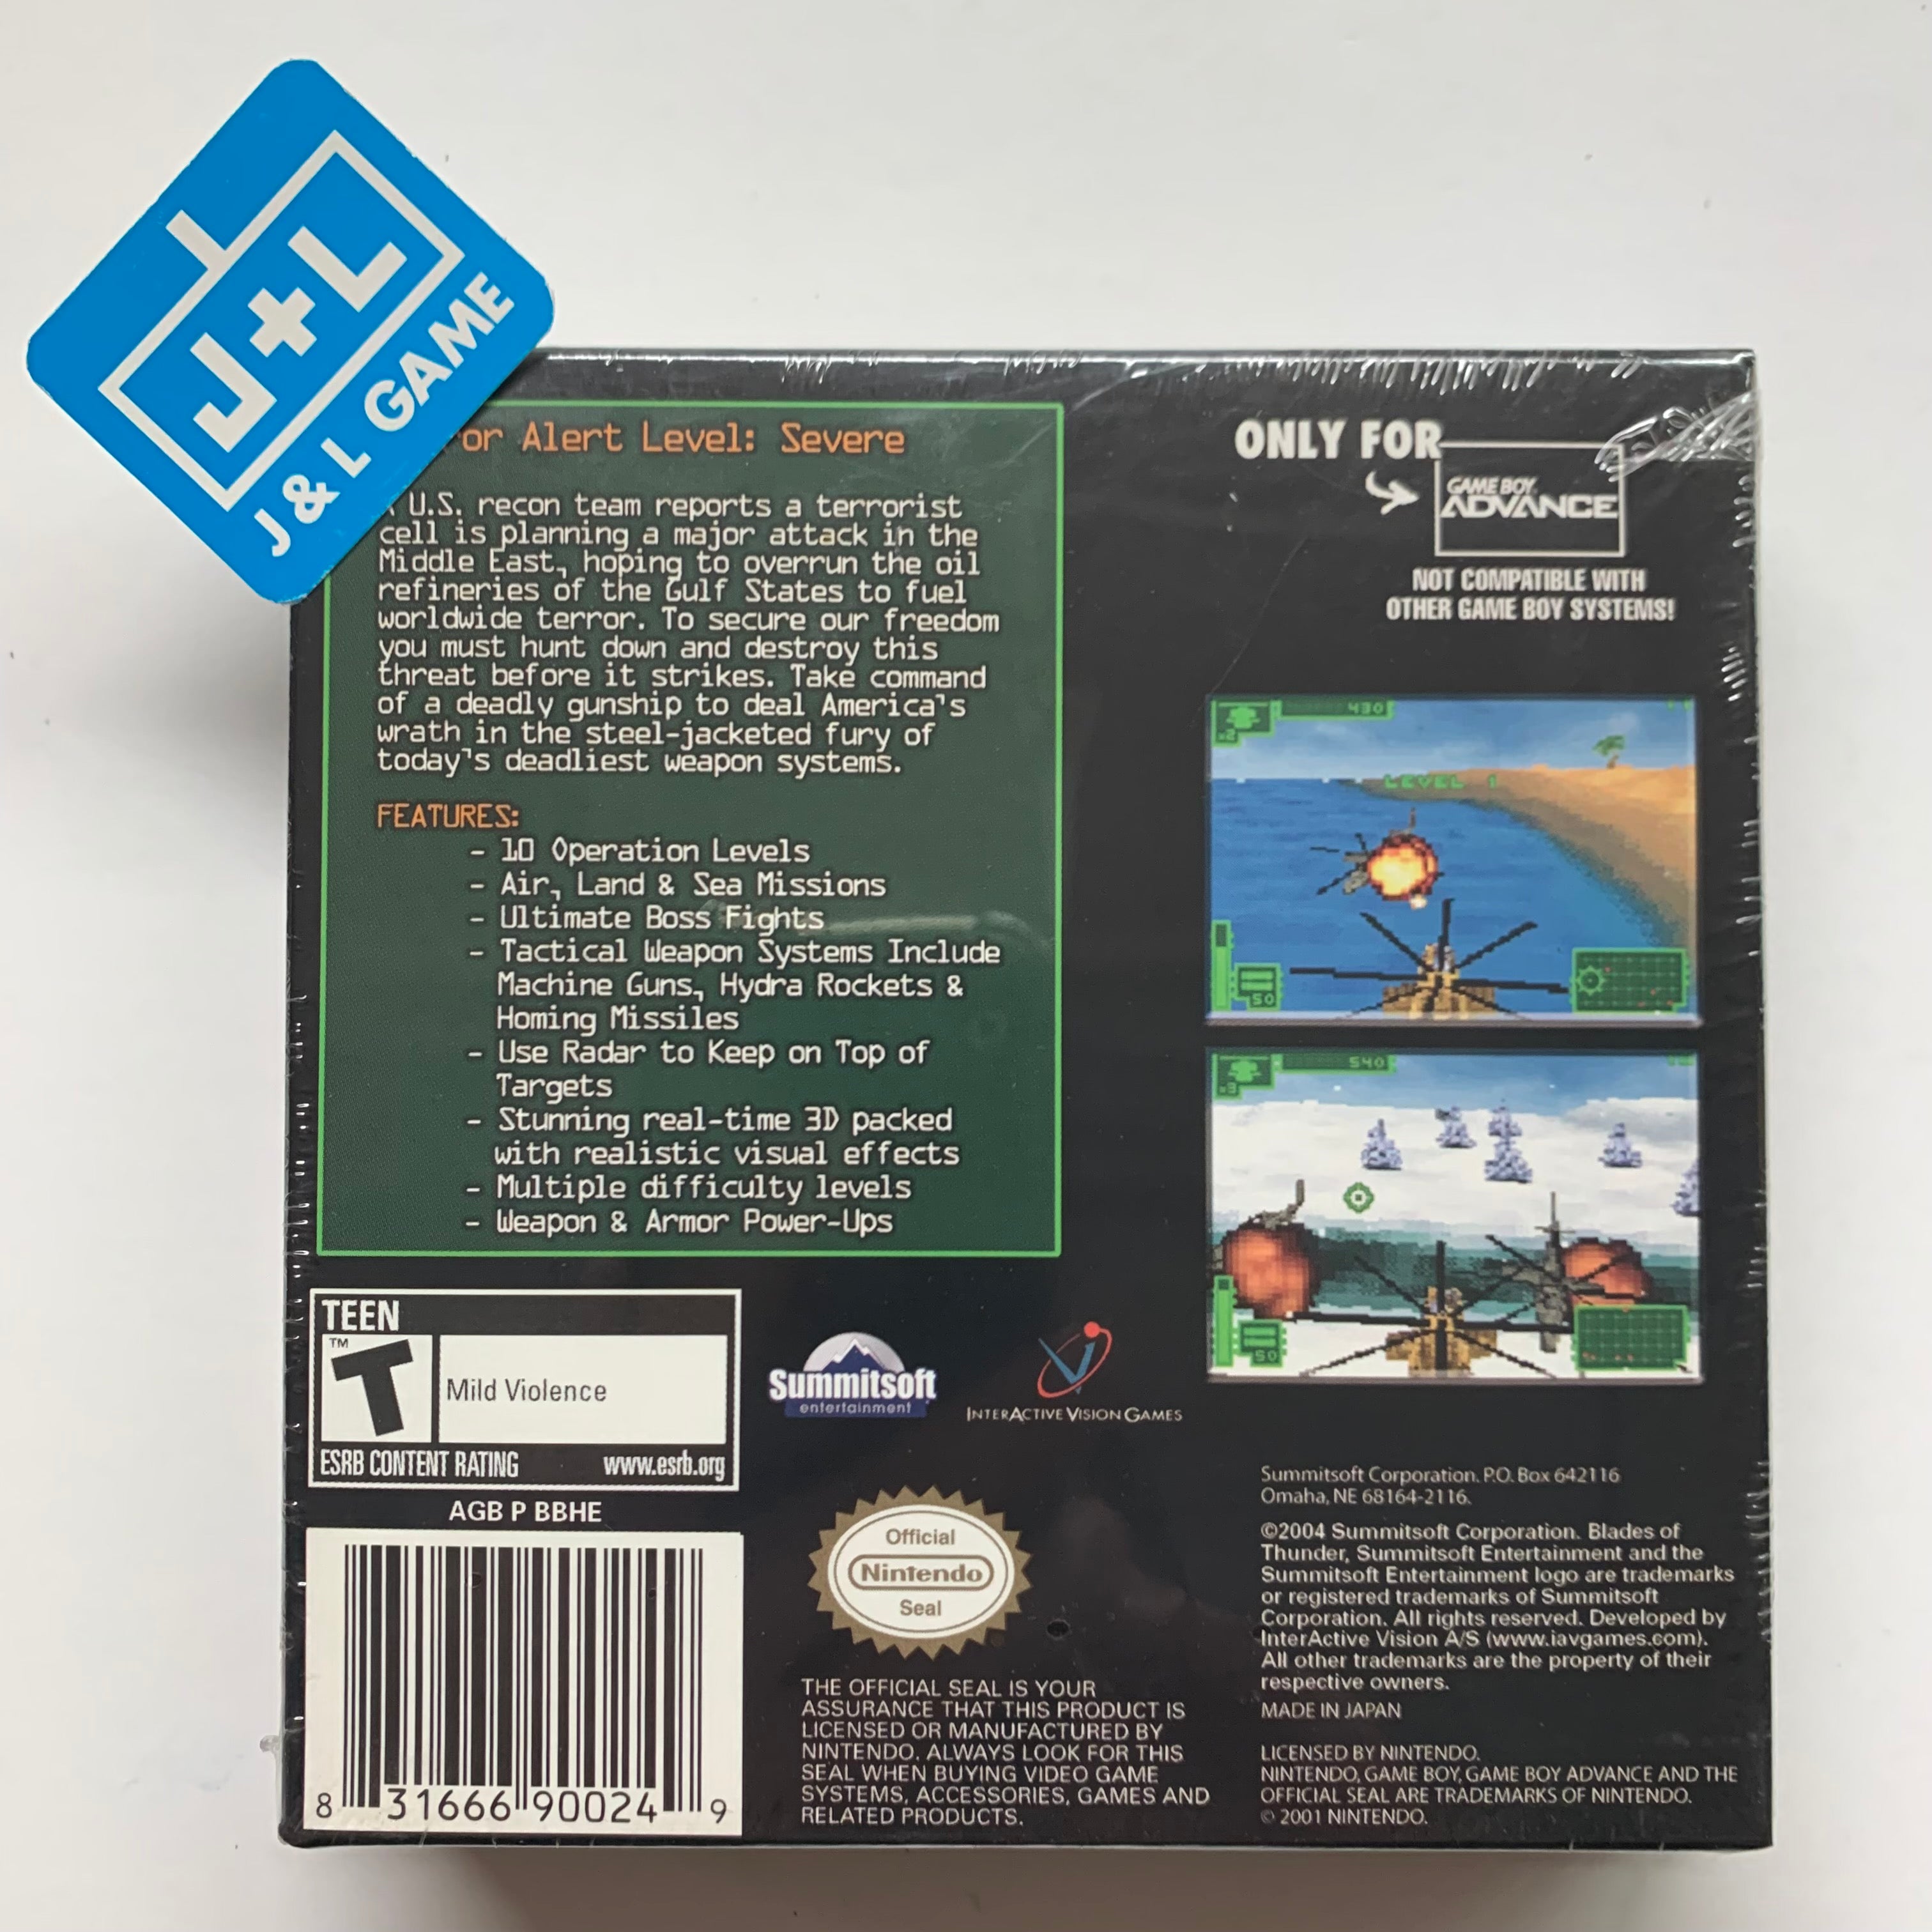 J+L
J & L GAME
Alert Level: Severe
U.S. recon team reports a terrorist
cell is planning a major attack in the
Middle East, hoping to overrun the oil
refineries of the Gulf States to fuel
worldwide terror. To secure our freedom
you must hunt down and destroy this
threat before it strikes. Take command
of a deadly gunship to deal America's
wrath in the steel-jacketed fury of
today's deadliest weapon systems.
FEATURES:
- 10 Operation Levels
- Air, Land & Sea Missions
- Ultimate Boss Fights
- Tactical Weapon Systems Include
Machine Guns, Hydra Rockets &
Homing Missiles
- Use Radar to Keep on Top of
Targets
- Stunning real-time 3D packed
with realistic visual effects
- Multiple difficulty levels
- Weapon & Armor Power-Ups
ONLY FOR
GAME BOY
ADVANCE
NOT COMPATIBLE WITH
OTHER GAME BOY SYSTEMS!
430
x2
LEVEL 1
50
540
x3
50
TEEN
TM
T
Mild Violence
ESRB CONTENT RATING www.esrb.org
AGB P BBHE
8 31666 90024 9
Summitsoft
entertainment
INTERACTIVE VISION GAMES
Official
Nintendo
Seal
THE OFFICIAL SEAL IS YOUR
ASSURANCE THAT THIS PRODUCT IS
LICENSED OR MANUFACTURED BY
NINTENDO. ALWAYS LOOK FOR THIS
SEAL WHEN BUYING VIDEO GAME
SYSTEMS, ACCESSORIES, GAMES AND
RELATED PRODUCTS.
Summitsoft Corporation. P.O. Box 642116
Omaha, NE 68164-2116.
©2004 Summitsoft Corporation. Blades of
Thunder, Summitsoft Entertainment and the
Summitsoft Entertainment logo are trademarks
or registered trademarks of Summitsoft
Corporation. All rights reserved. Developed by
InterActive Vision A/S (www.iavgames.com).
All other trademarks are the property of their
respective owners.
MADE IN JAPAN
LICENSED BY NINTENDO.
NINTENDO, GAME BOY, GAME BOY ADVANCE AND THE
OFFICIAL SEAL ARE TRADEMARKS OF NINTENDO.
© 2001 NINTENDO.